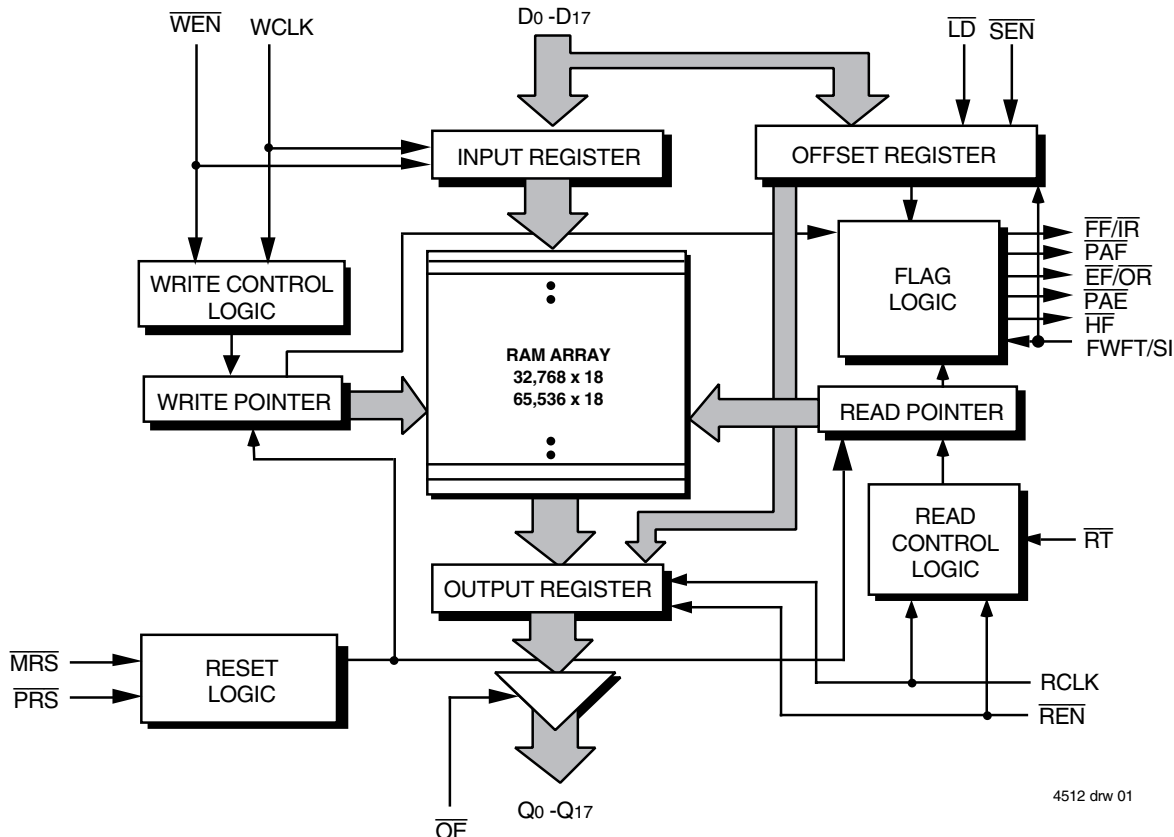 WEN
WCLK
D0 -D17
LD
SEN
INPUT REGISTER
OFFSET REGISTER
FF/IR
PAF
EF/OR
PAE
HF
FWFT/SI
FLAG
LOGIC
WRITE CONTROL
LOGIC
RAM ARRAY
32,768 x 18
65,536 x 18
WRITE POINTER
READ POINTER
READ
CONTROL
LOGIC
RT
OUTPUT REGISTER
MRS
PRS
RESET
LOGIC
RCLK
REN
OE
Q0 -Q17
4512 drw 01